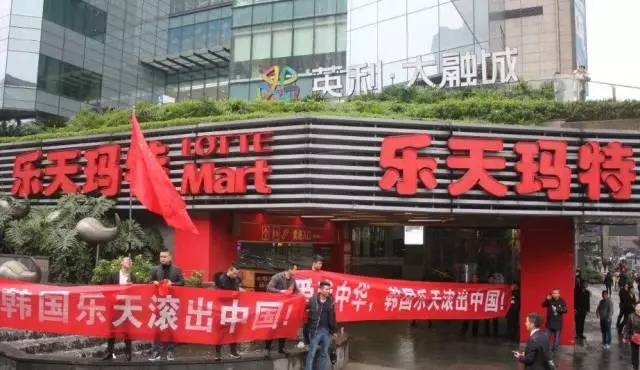 英利·大融城
乐天玛特 LOTTE Mart
乐天玛特
韩国乐天滚出中国!
中华，韩国乐天滚出中国!